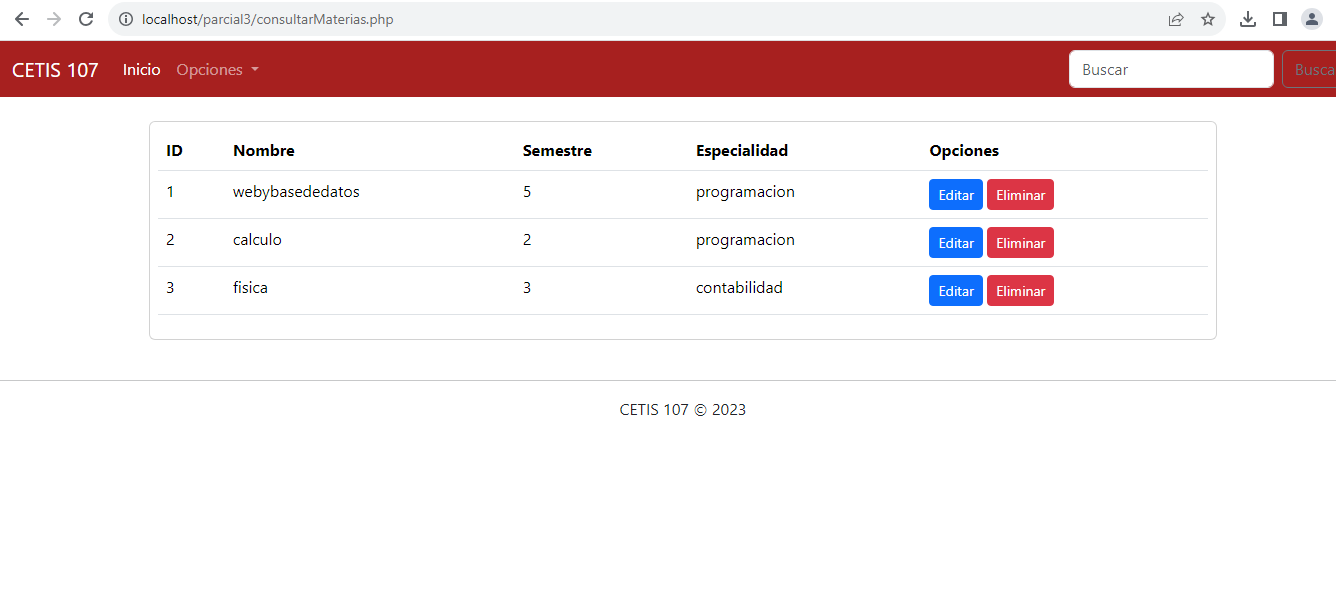 localhost/parcial3/consultarMaterias.php
CETIS 107 Inicio Opciones Buscar Busca
ID Nombre Semestre Especialidad Opciones
1 webybasededatos 5 programacion Editar Eliminar
2 calculo 2 programacion Editar Eliminar
3 fisica 3 contabilidad Editar Eliminar
CETIS 107 © 2023